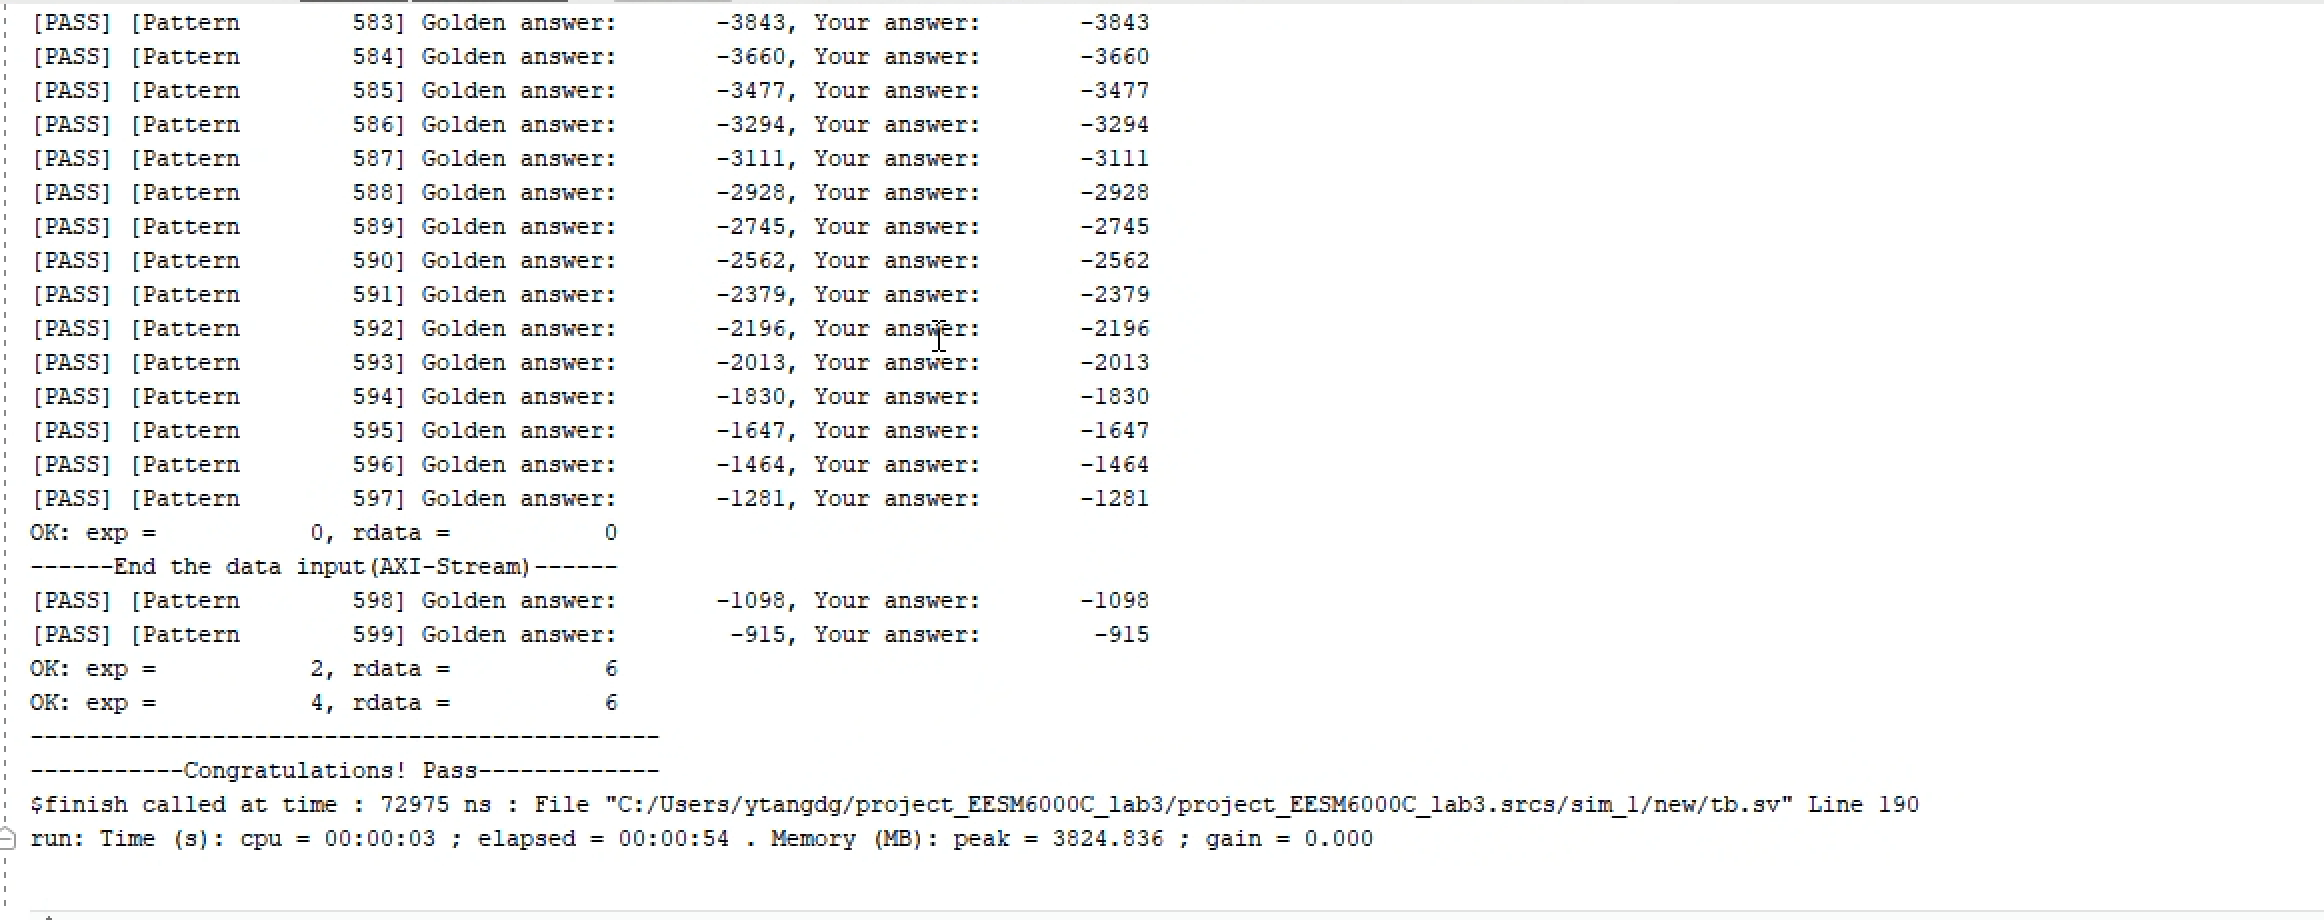 [PASS] [Pattern         583] Golden answer:       -3843, Your answer:       -3843
[PASS] [Pattern         584] Golden answer:       -3660, Your answer:       -3660
[PASS] [Pattern         585] Golden answer:       -3477, Your answer:       -3477
[PASS] [Pattern         586] Golden answer:       -3294, Your answer:       -3294
[PASS] [Pattern         587] Golden answer:       -3111, Your answer:       -3111
[PASS] [Pattern         588] Golden answer:       -2928, Your answer:       -2928
[PASS] [Pattern         589] Golden answer:       -2745, Your answer:       -2745
[PASS] [Pattern         590] Golden answer:       -2562, Your answer:       -2562
[PASS] [Pattern         591] Golden answer:       -2379, Your answer:       -2379
[PASS] [Pattern         592] Golden answer:       -2196, Your answer:       -2196
[PASS] [Pattern         593] Golden answer:       -2013, Your answer:       -2013
[PASS] [Pattern         594] Golden answer:       -1830, Your answer:       -1830
[PASS] [Pattern         595] Golden answer:       -1647, Your answer:       -1647
[PASS] [Pattern         596] Golden answer:       -1464, Your answer:       -1464
[PASS] [Pattern         597] Golden answer:       -1281, Your answer:       -1281
OK: exp =           0, rdata =           0
------End the data input(AXI-Stream)------
[PASS] [Pattern         598] Golden answer:       -1098, Your answer:       -1098
[PASS] [Pattern         599] Golden answer:        -915, Your answer:        -915
OK: exp =           2, rdata =           6
OK: exp =           4, rdata =           6
---------------------------------------------
-----------Congratulations! Pass-------------
$finish called at time : 72975 ns : File "C:/Users/ytangdg/project_EESM6000C_lab3/project_EESM6000C_lab3.srcs/sim_1/new/tb.sv" Line 190
run: Time (s): cpu = 00:00:03 ; elapsed = 00:00:54 . Memory (MB): peak = 3824.836 ; gain = 0.000